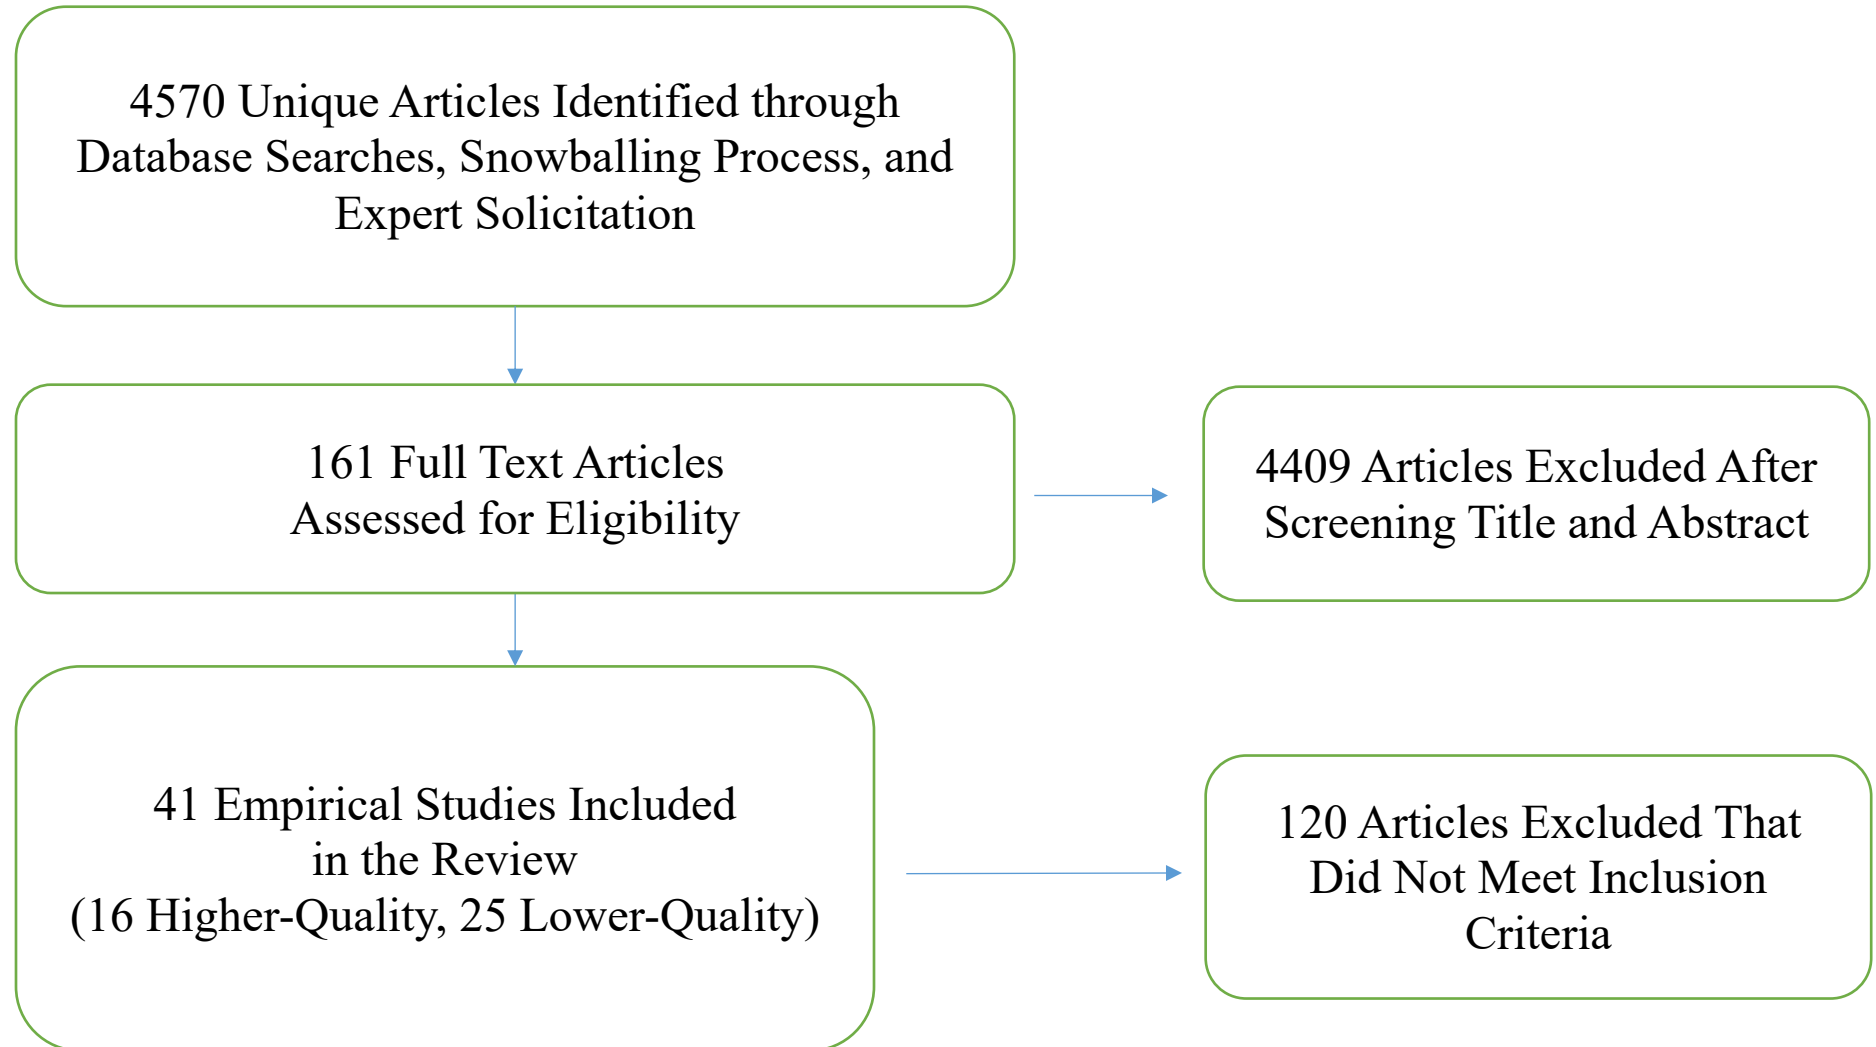 4570 Unique Articles Identified through
Database Searches, Snowballing Process, and
Expert Solicitation
161 Full Text Articles
Assessed for Eligibility
4409 Articles Excluded After
Screening Title and Abstract
41 Empirical Studies Included
in the Review
(16 Higher-Quality, 25 Lower-Quality)
120 Articles Excluded That
Did Not Meet Inclusion
Criteria